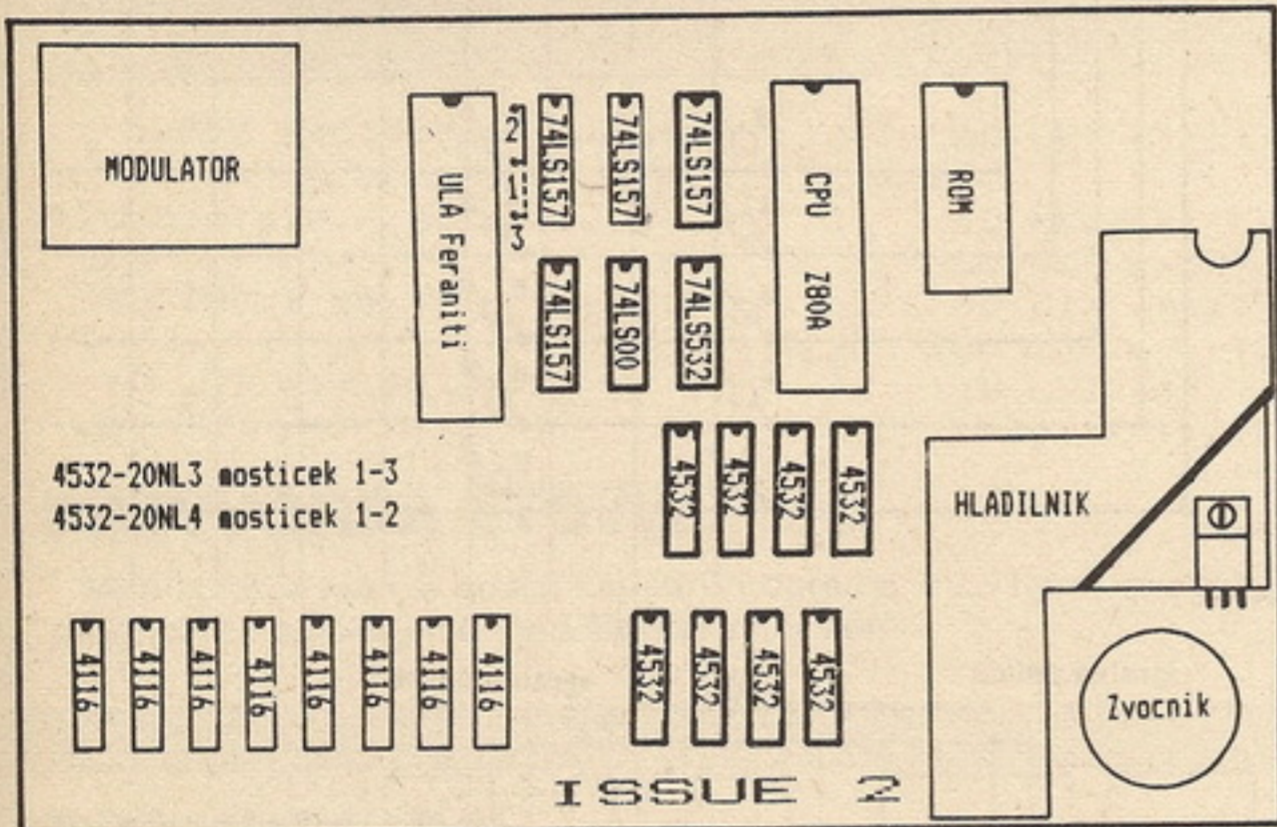 MODULATOR
ULA Feraniti
2
1
3
74LS157
74LS157
74LS157
CPU Z80A
ROM
74LS157
74LS00
74LS532
4532-20NL3 mosticek 1-3
4532-20NL4 mosticek 1-2
4532
4532
4532
4532
HLADILNIK
4116
4116
4116
4116
4116
4116
4116
4116
4532
4532
4532
4532
Zvocnik
ISSUE 2